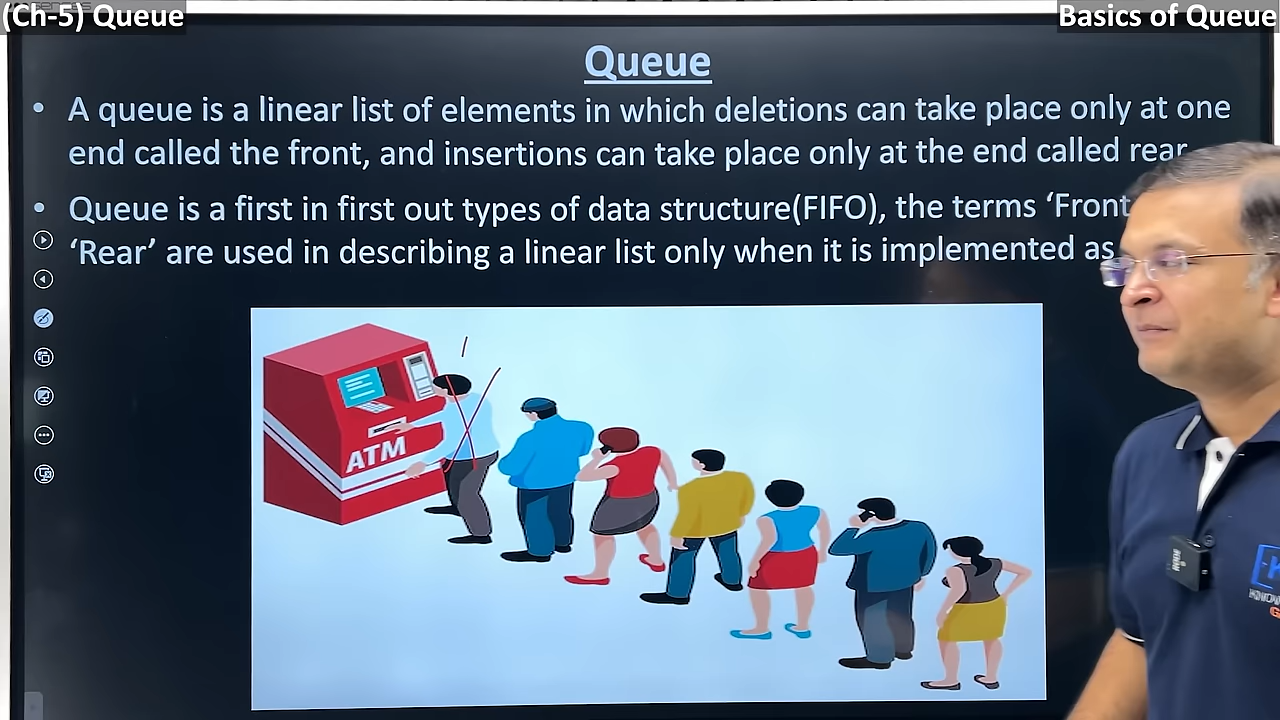 (Ch-5) Queue
Basics of Queue
Queue
• A queue is a linear list of elements in which deletions can take place only at one
end called the front, and insertions can take place only at the end called rear
• Queue is a first in first out types of data structure(FIFO), the terms ‘Front
‘Rear’ are used in describing a linear list only when it is implemented as
ATM
RODE